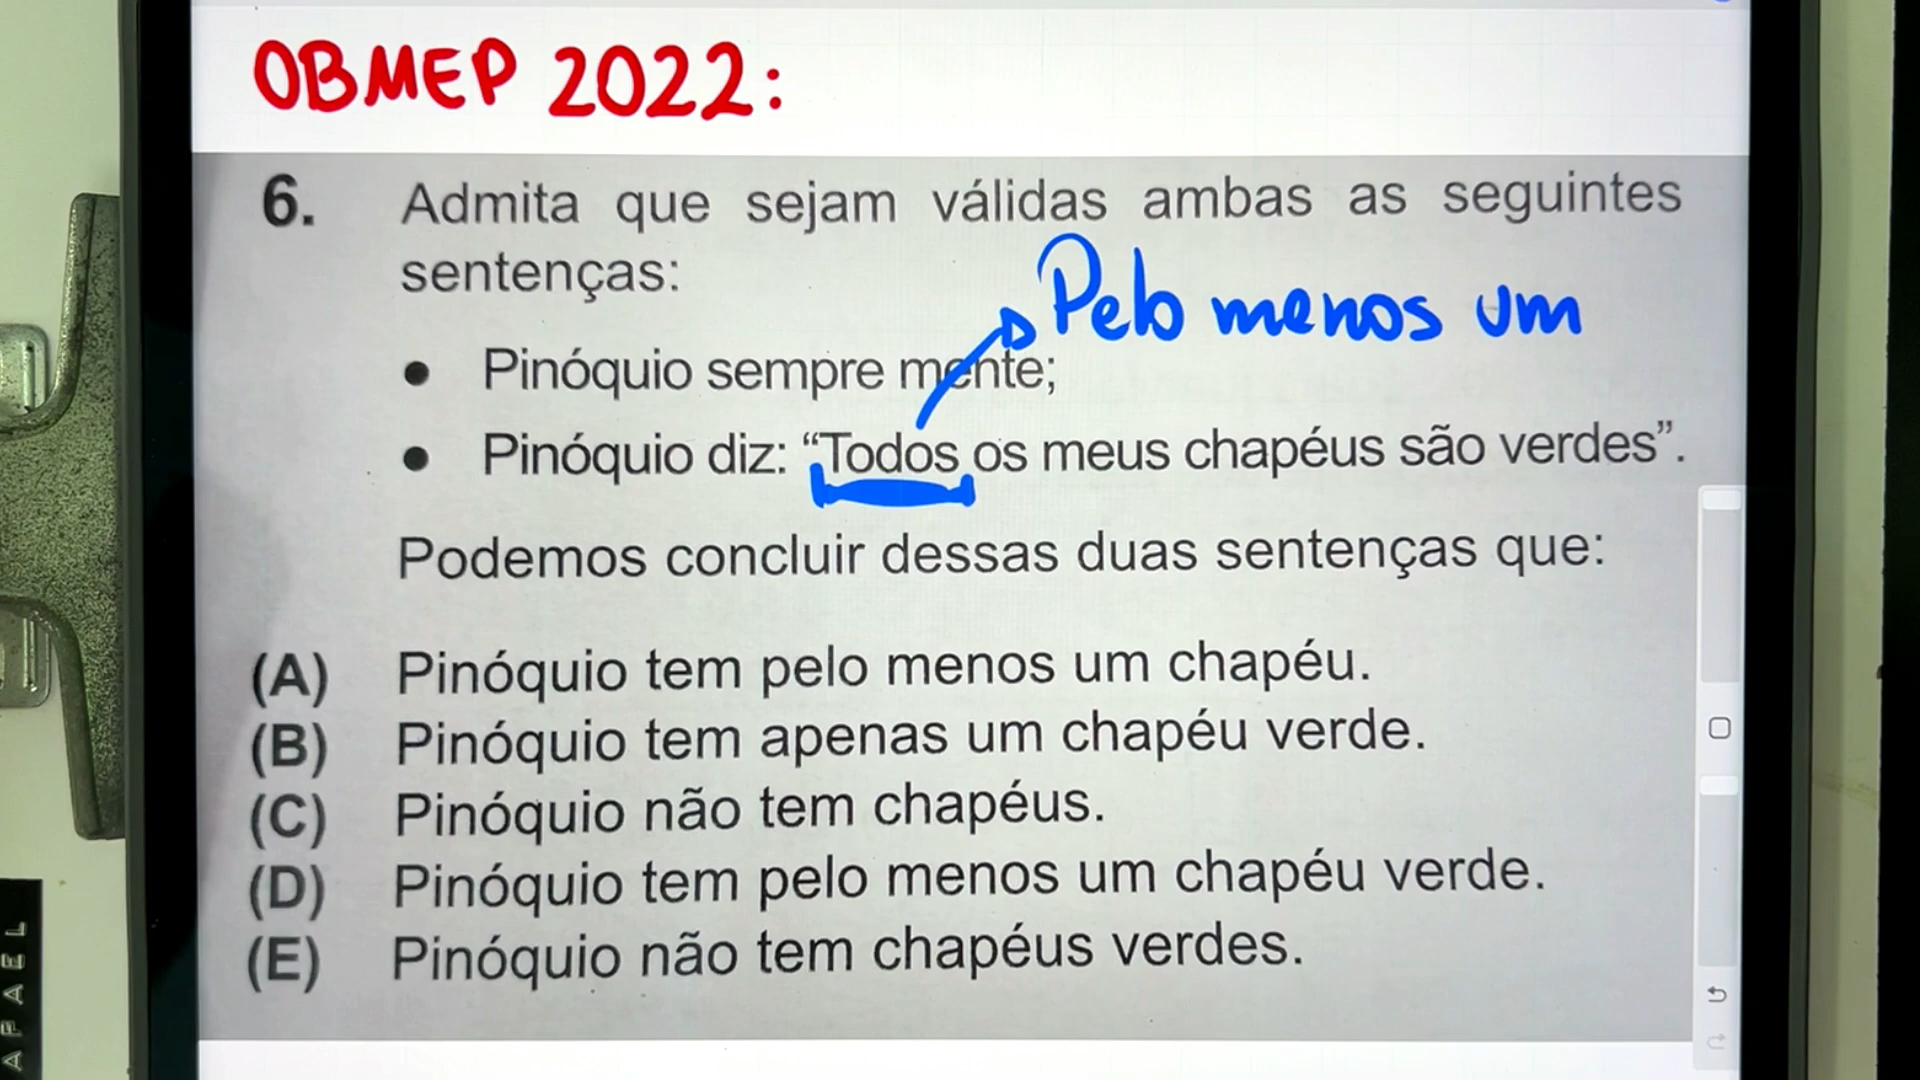 OBMEP 2022:
6. Admita que sejam válidas ambas as seguintes
sentenças:
Pelo menos um
• Pinóquio sempre mente;
• Pinóquio diz: “Todos os meus chapéus são verdes”.
Podemos concluir dessas duas sentenças que:
(A) Pinóquio tem pelo menos um chapéu.
(B) Pinóquio tem apenas um chapéu verde.
(C) Pinóquio não tem chapéus.
(D) Pinóquio tem pelo menos um chapéu verde.
(E) Pinóquio não tem chapéus verdes.
AFAEL